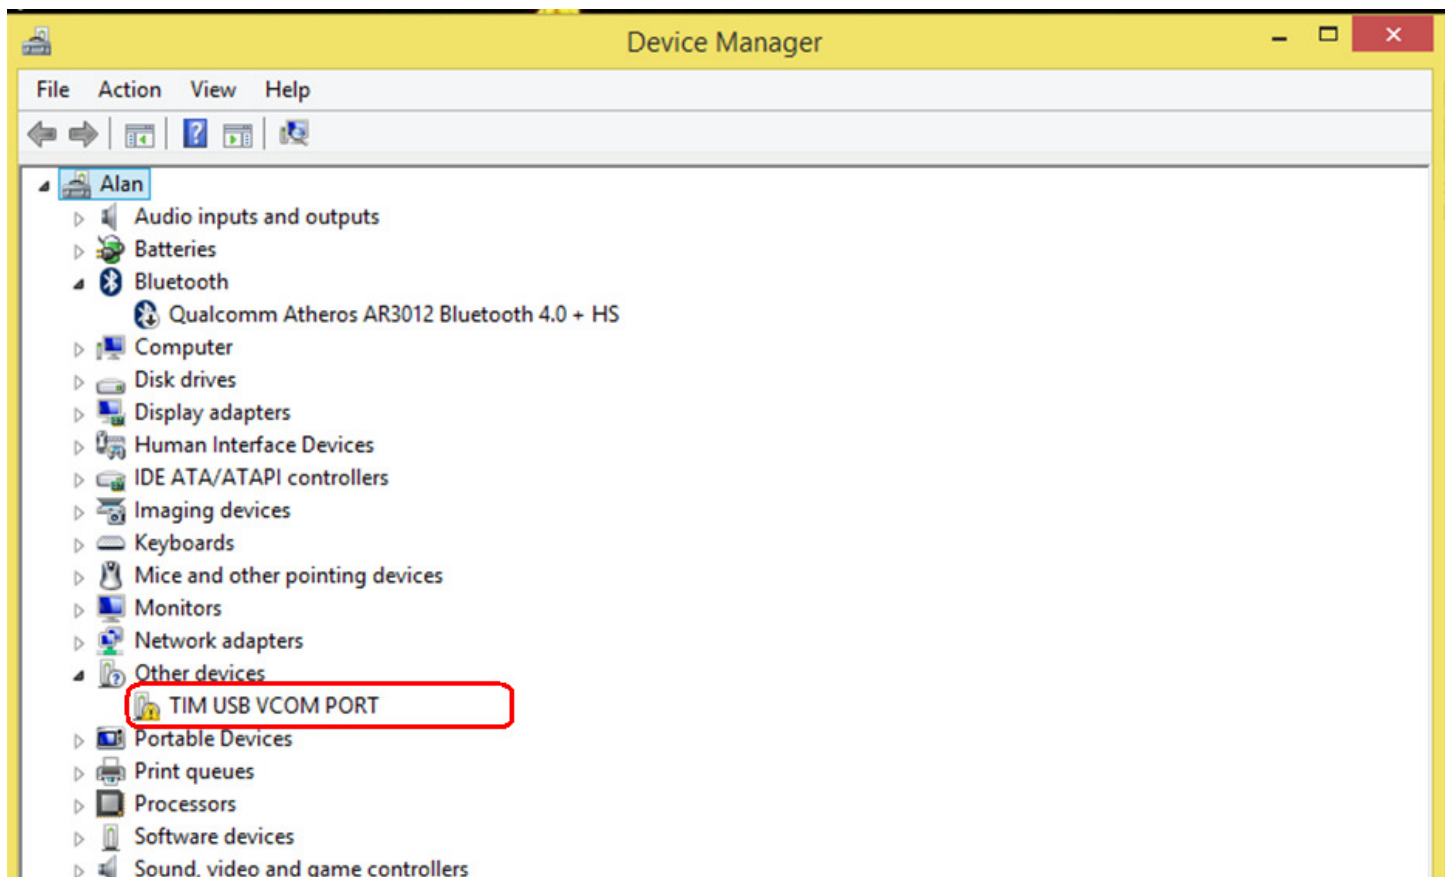 Device Manager
File Action View Help
Alan
Audio inputs and outputs
Batteries
Bluetooth
Qualcomm Atheros AR3012 Bluetooth 4.0 + HS
Computer
Disk drives
Display adapters
Human Interface Devices
IDE ATA/ATAPI controllers
Imaging devices
Keyboards
Mice and other pointing devices
Monitors
Network adapters
Other devices
TIM USB VCOM PORT
Portable Devices
Print queues
Processors
Software devices
Sound, video and game controllers